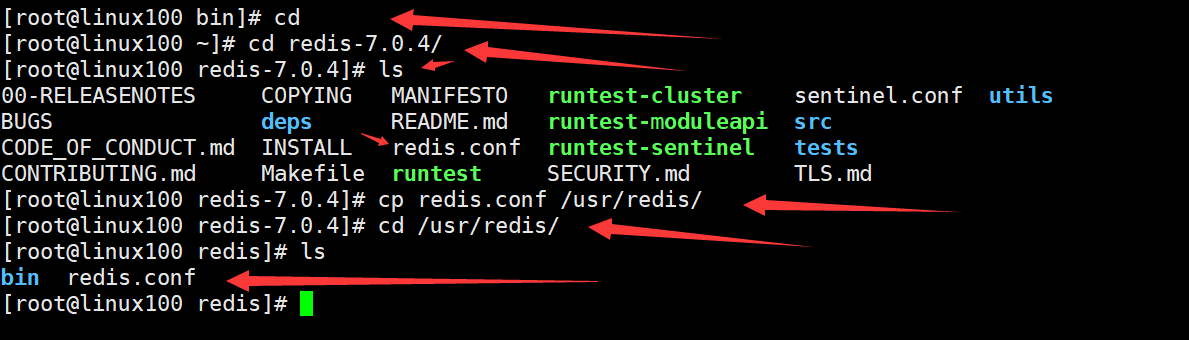 [root@linux100 bin]# cd
[root@linux100 ~]# cd redis-7.0.4/
[root@linux100 redis-7.0.4]# ls
00-RELEASENOTES     COPYING   MANIFESTO   runtest-cluster    sentinel.conf  utils
BUGS                deps      README.md   runtest-moduleapi  src
CODE_OF_CONDUCT.md  INSTALL   redis.conf  runtest-sentinel   tests
CONTRIBUTING.md     Makefile  runtest     SECURITY.md        TLS.md
[root@linux100 redis-7.0.4]# cp redis.conf /usr/redis/
[root@linux100 redis-7.0.4]# cd /usr/redis/
[root@linux100 redis]# ls
bin  redis.conf
[root@linux100 redis]#